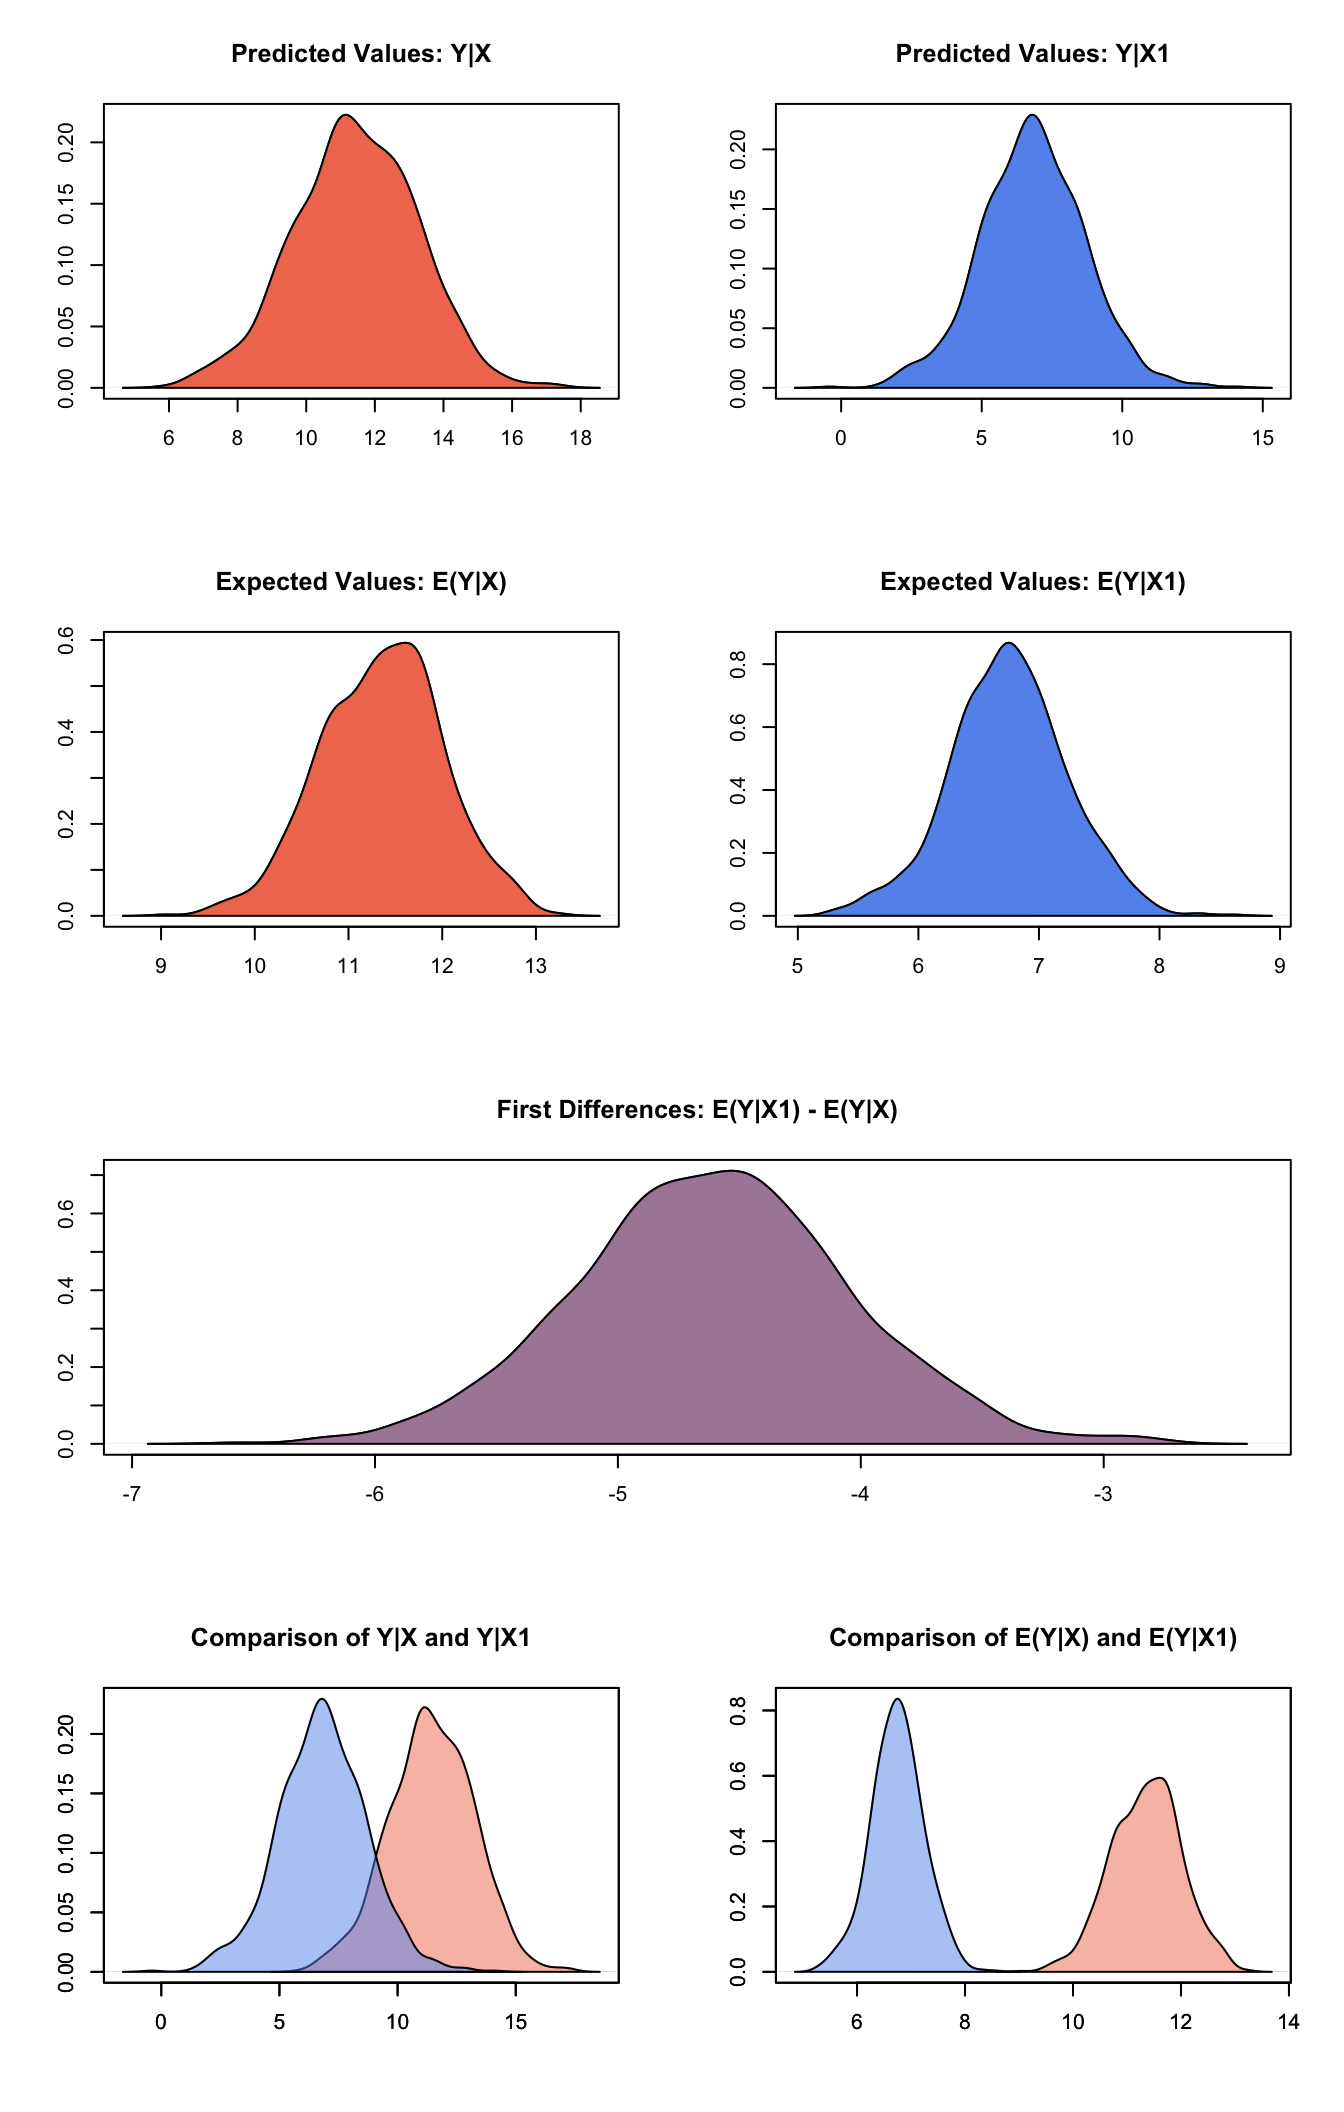 Predicted Values: Y|X
0.00 0.05 0.10 0.15 0.20
6 8 10 12 14 16 18
Predicted Values: Y|X1
0.00 0.05 0.10 0.15 0.20
0 5 10 15
Expected Values: E(Y|X)
0.0 0.2 0.4 0.6
9 10 11 12 13
Expected Values: E(Y|X1)
0.0 0.2 0.4 0.6 0.8
5 6 7 8 9
First Differences: E(Y|X1) - E(Y|X)
0.0 0.2 0.4 0.6
-7 -6 -5 -4 -3
Comparison of Y|X and Y|X1
0.00 0.05 0.10 0.15 0.20
0 5 10 15
Comparison of E(Y|X) and E(Y|X1)
0.0 0.2 0.4 0.6 0.8
6 8 10 12 14